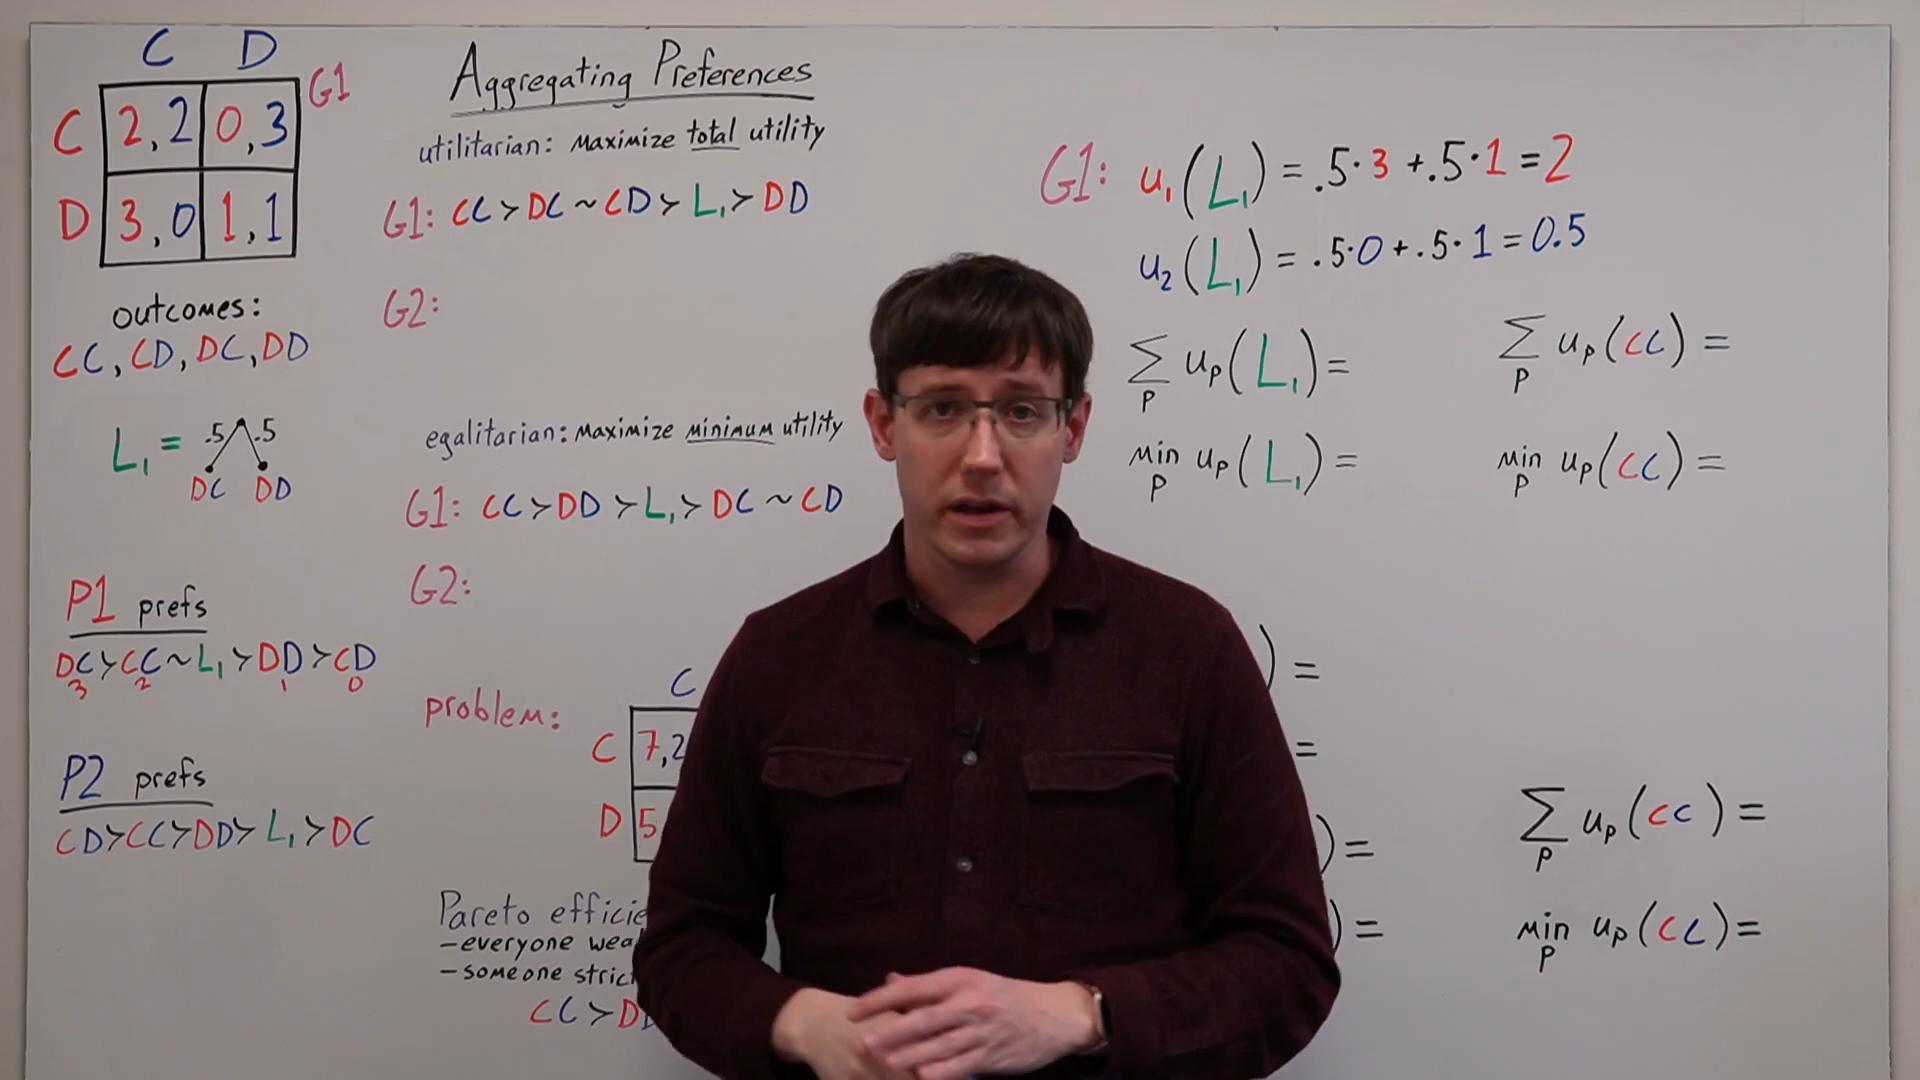 C D
G1
C 2,2 0,3
D 3,0 1,1
outcomes:
CC, CD, DC, DD
L₁ = .5 .5
DC DD
P1 prefs
DC≻CC~L₁≻DD≻CD
3 2 1 0
P2 prefs
CD≻CC≻DD≻L₁≻DC
Aggregating Preferences
utilitarian: maximize total utility
G1: CC≻DC~CD≻L₁≻DD
G2:
egalitarian: maximize minimum utility
G1: CC≻DD≻L₁≻DC~CD
G2:
problem:
C
C 7,2
D 5
Pareto
-everyone
-someone
CC≻
G1: u₁(L₁) = .5·3 + .5·1 = 2
u₂(L₁) = .5·0 + .5·1 = 0.5
∑ uₚ(L₁) =
P
min uₚ(L₁) =
P
∑ uₚ(CC) =
P
min uₚ(CC) =
P
) =
=
) =
) =
∑ uₚ(CC) =
P
min uₚ(CC) =
P